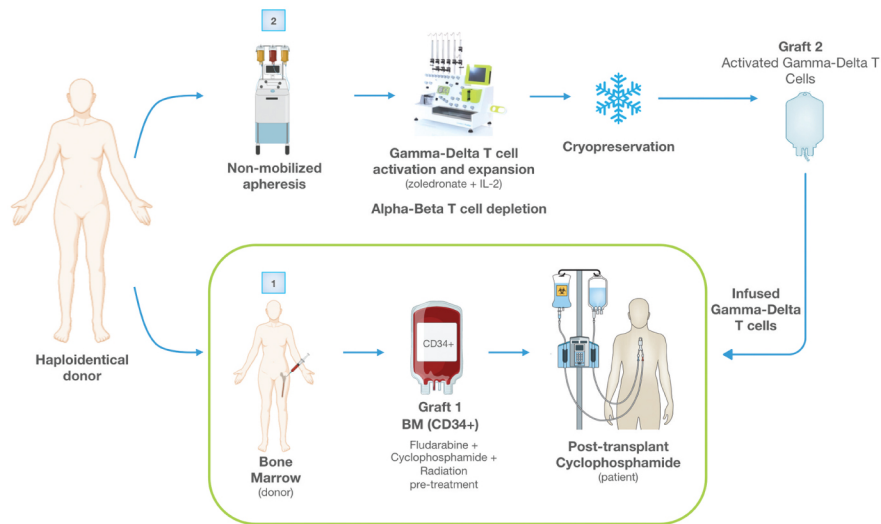 2
Non-mobilized
apheresis
Gamma-Delta T cell
activation and expansion
(zoledronate + IL-2)
Alpha-Beta T cell depletion
Cryopreservation
Graft 2
Activated Gamma-Delta T
Cells
Haploidentical
donor
1
Bone
Marrow
(donor)
CD34+
Graft 1
BM (CD34+)
Fludarabine +
Cyclophosphamide +
Radiation
pre-treatment
Post-transplant
Cyclophosphamide
(patient)
Infused
Gamma-Delta
T cells